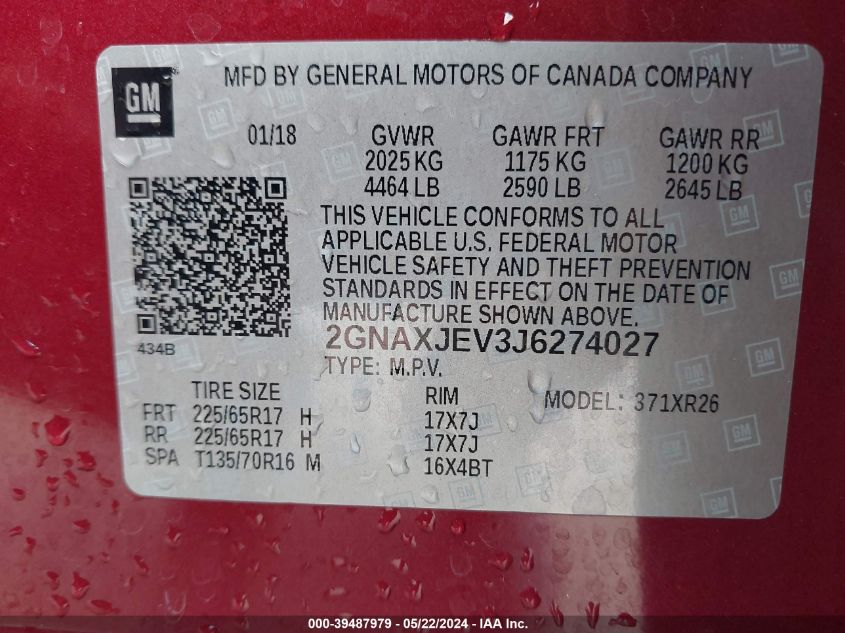 MFD BY GENERAL MOTORS OF CANADA COMPANY
GM
01/18 GVWR GAWR FRT GAWR RR
2025 KG 1175 KG 1200 KG
4464 LB 2590 LB 2645 LB
THIS VEHICLE CONFORMS TO ALL
APPLICABLE U.S. FEDERAL MOTOR
VEHICLE SAFETY AND THEFT PREVENTION
STANDARDS IN EFFECT ON THE DATE OF
MANUFACTURE SHOWN ABOVE.
434B
2GNAXJEV3J6274027
TYPE: M.P.V.
TIRE SIZE RIM MODEL: 371XR26
FRT 225/65R17 H 17X7J
RR 225/65R17 H 17X7J
SPA T135/70R16 M 16X4BT
000-39487979 - 05/22/2024 - IAA Inc.